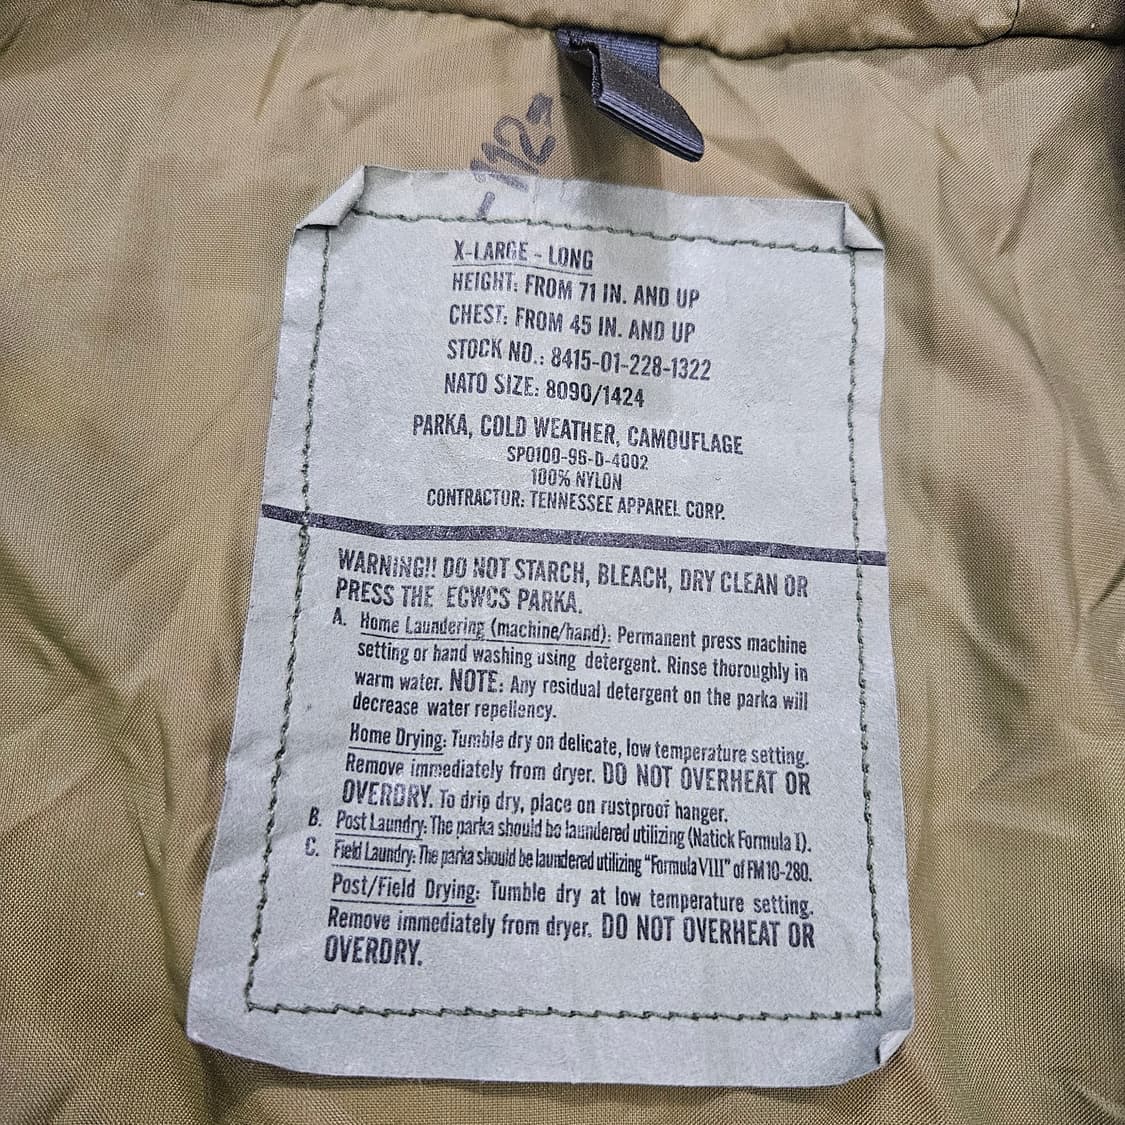 X-LARGE - LONG
HEIGHT: FROM 71 IN. AND UP
CHEST: FROM 45 IN. AND UP
STOCK NO.: 8415-01-228-1322
NATO SIZE: 8090/1424
PARKA, COLD WEATHER, CAMOUFLAGE
SPO100-96-D-4002
100% NYLON
CONTRACTOR: TENNESSEE APPAREL CORP.
WARNING!! DO NOT STARCH, BLEACH, DRY CLEAN OR
PRESS THE ECWCS PARKA.
A. Home Laundering (machine/hand): Permanent press machine
setting or hand washing using detergent. Rinse thoroughly in
warm water. NOTE: Any residual detergent on the parka will
decrease water repellency.
Home Drying: Tumble dry on delicate, low temperature setting.
Remove immediately from dryer. DO NOT OVERHEAT OR
OVERDRY. To drip dry, place on rustproof hanger.
B. Post Laundry: The parka should be laundered utilizing (Natick Formula I).
C. Field Laundry: The parka should be laundered utilizing "Formula VIII" of FM 10-280.
Post/Field Drying: Tumble dry at low temperature setting.
Remove immediately from dryer. DO NOT OVERHEAT OR
OVERDRY.